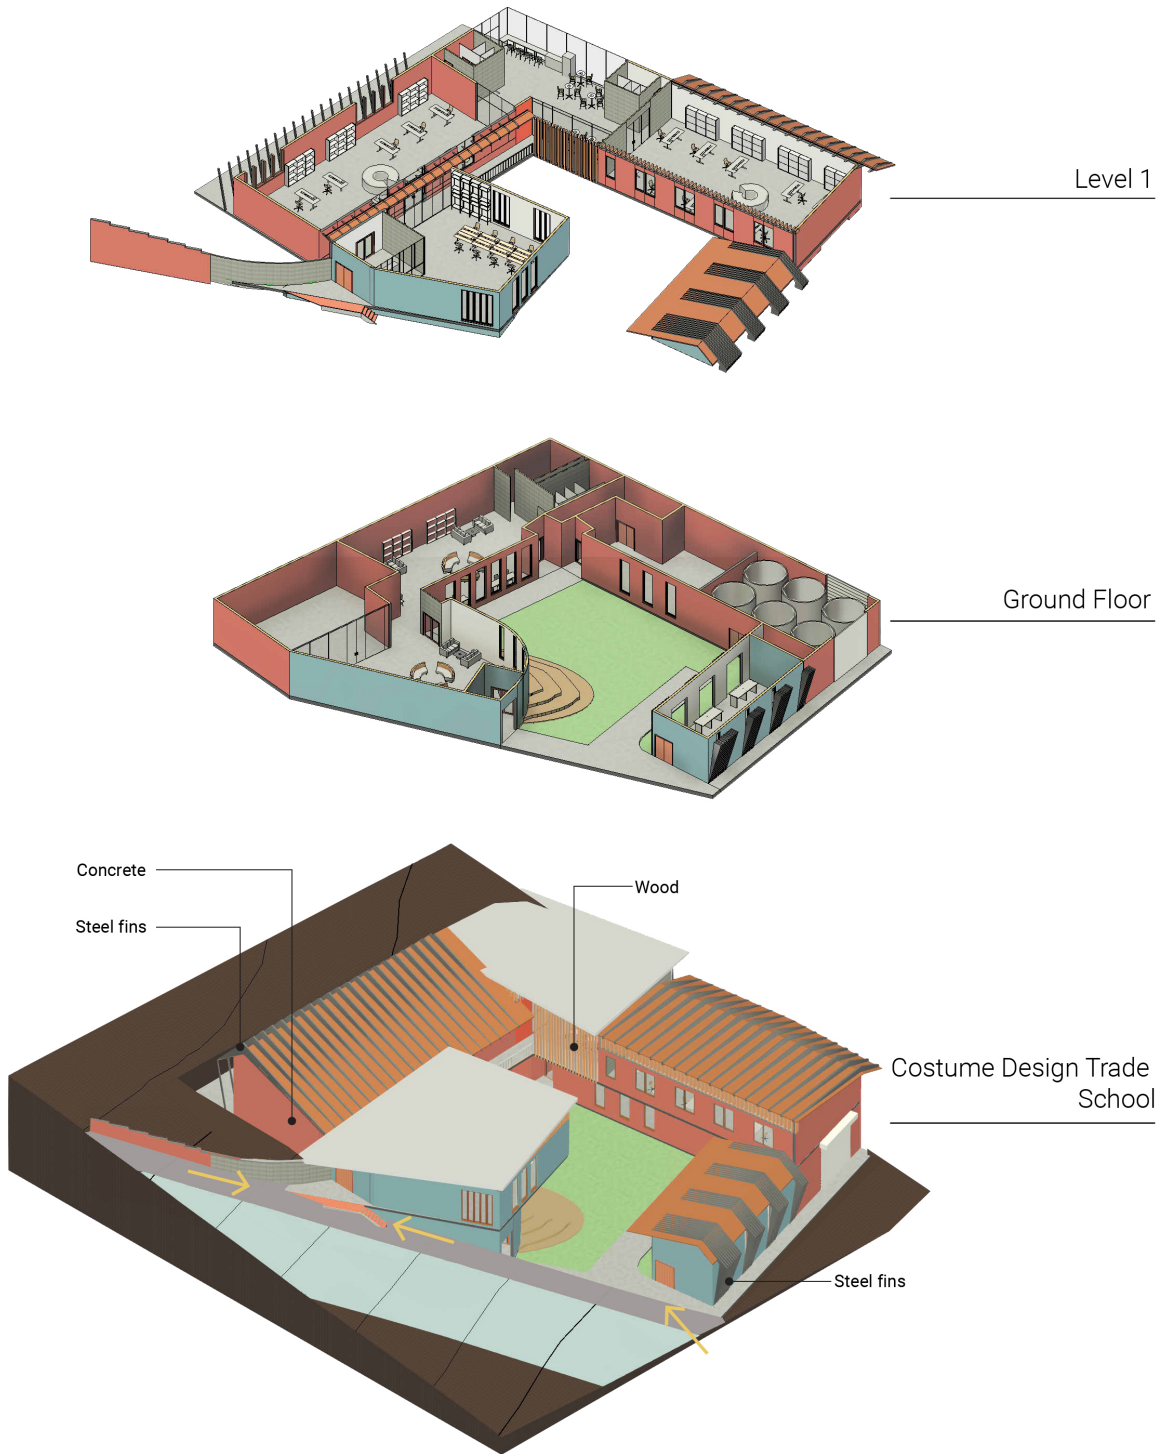 Level 1
Ground Floor
Concrete
Wood
Steel fins
Costume Design Trade
School
Steel fins